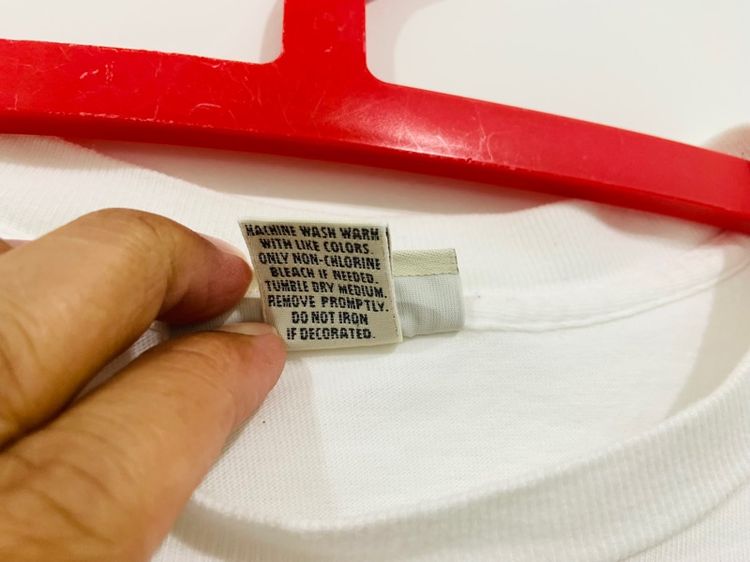 MACHINE WASH WARM
WITH LIKE COLORS.
ONLY NON-CHLORINE
BLEACH IF NEEDED.
TUMBLE DRY MEDIUM.
REMOVE PROMPTLY.
DO NOT IRON
IF DECORATED.